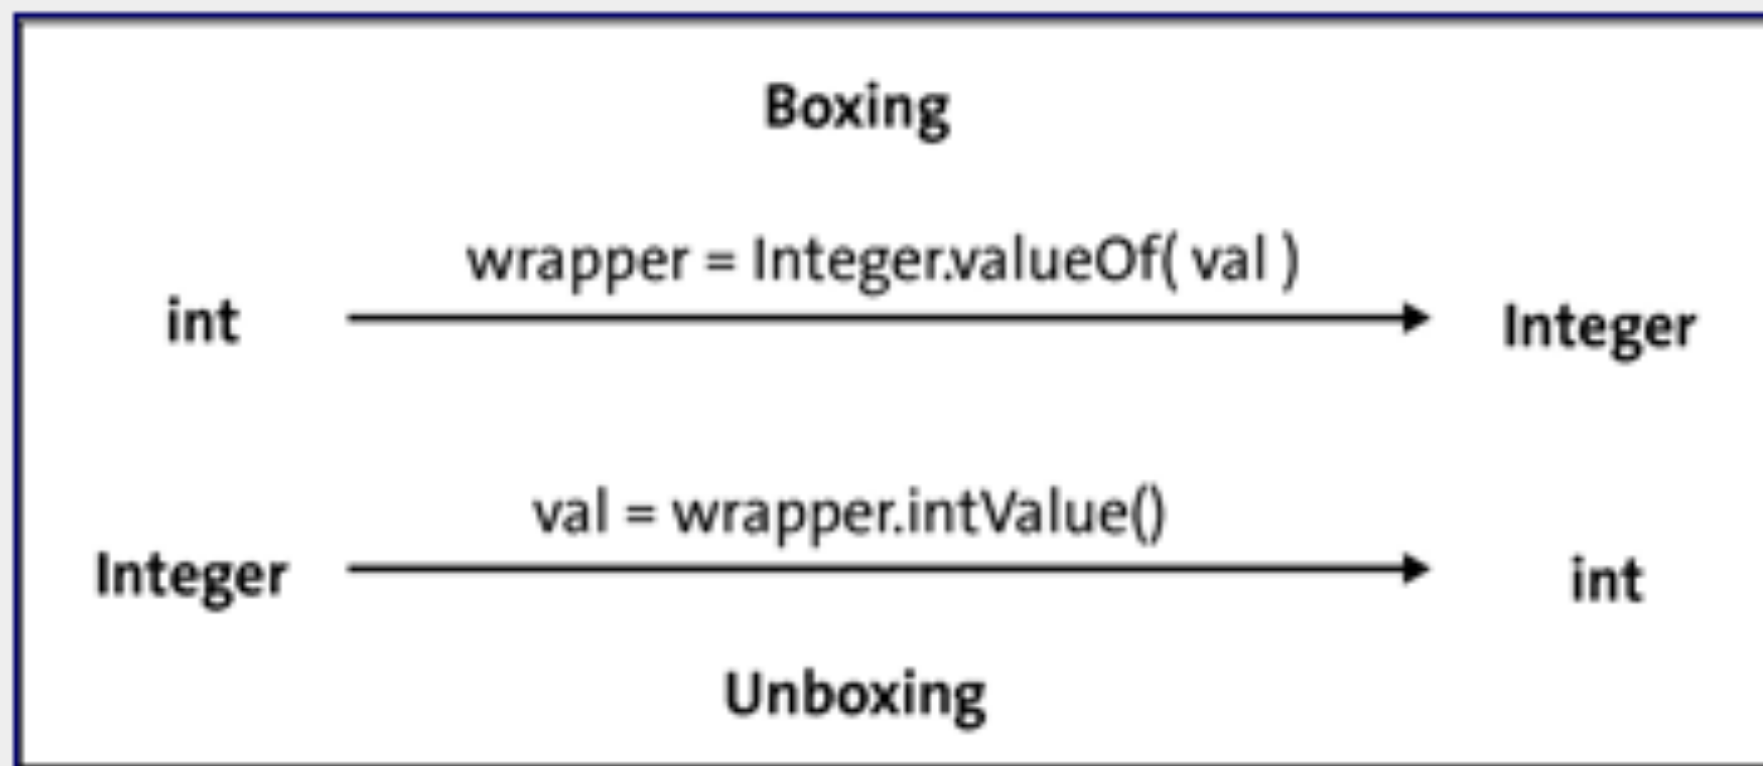 Boxing
wrapper = Integer.valueOf( val )
int
Integer
val = wrapper.intValue()
Integer
int
Unboxing